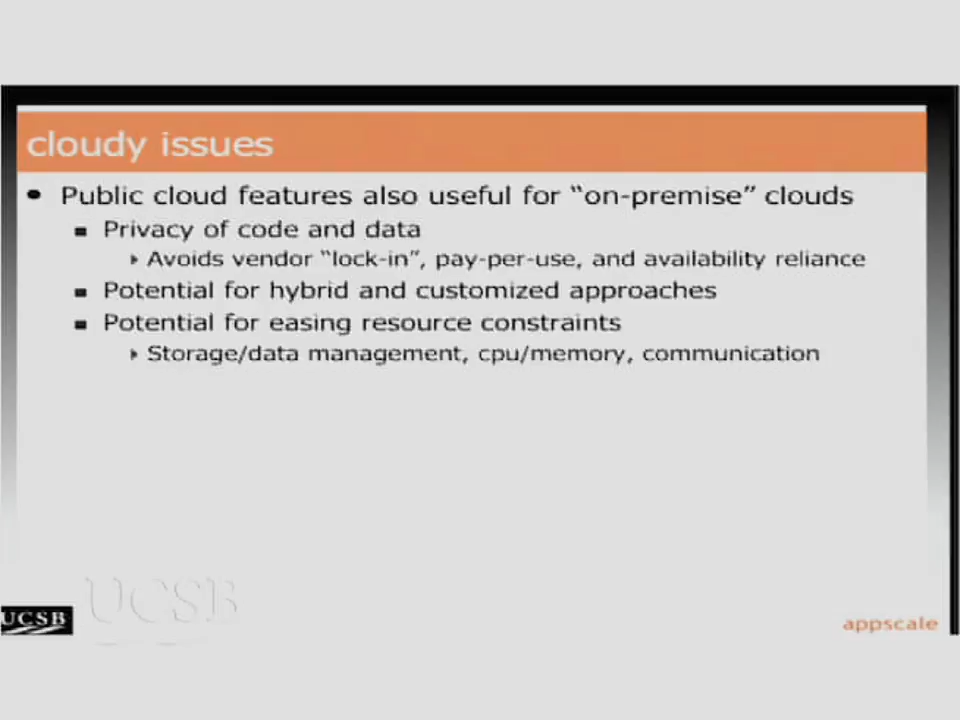 cloudy issues
Public cloud features also useful for “on-premise” clouds
Privacy of code and data
Avoids vendor “lock-in”, pay-per-use, and availability reliance
Potential for hybrid and customized approaches
Potential for easing resource constraints
Storage/data management, cpu/memory, communication
UCSB
UCSB
appscale